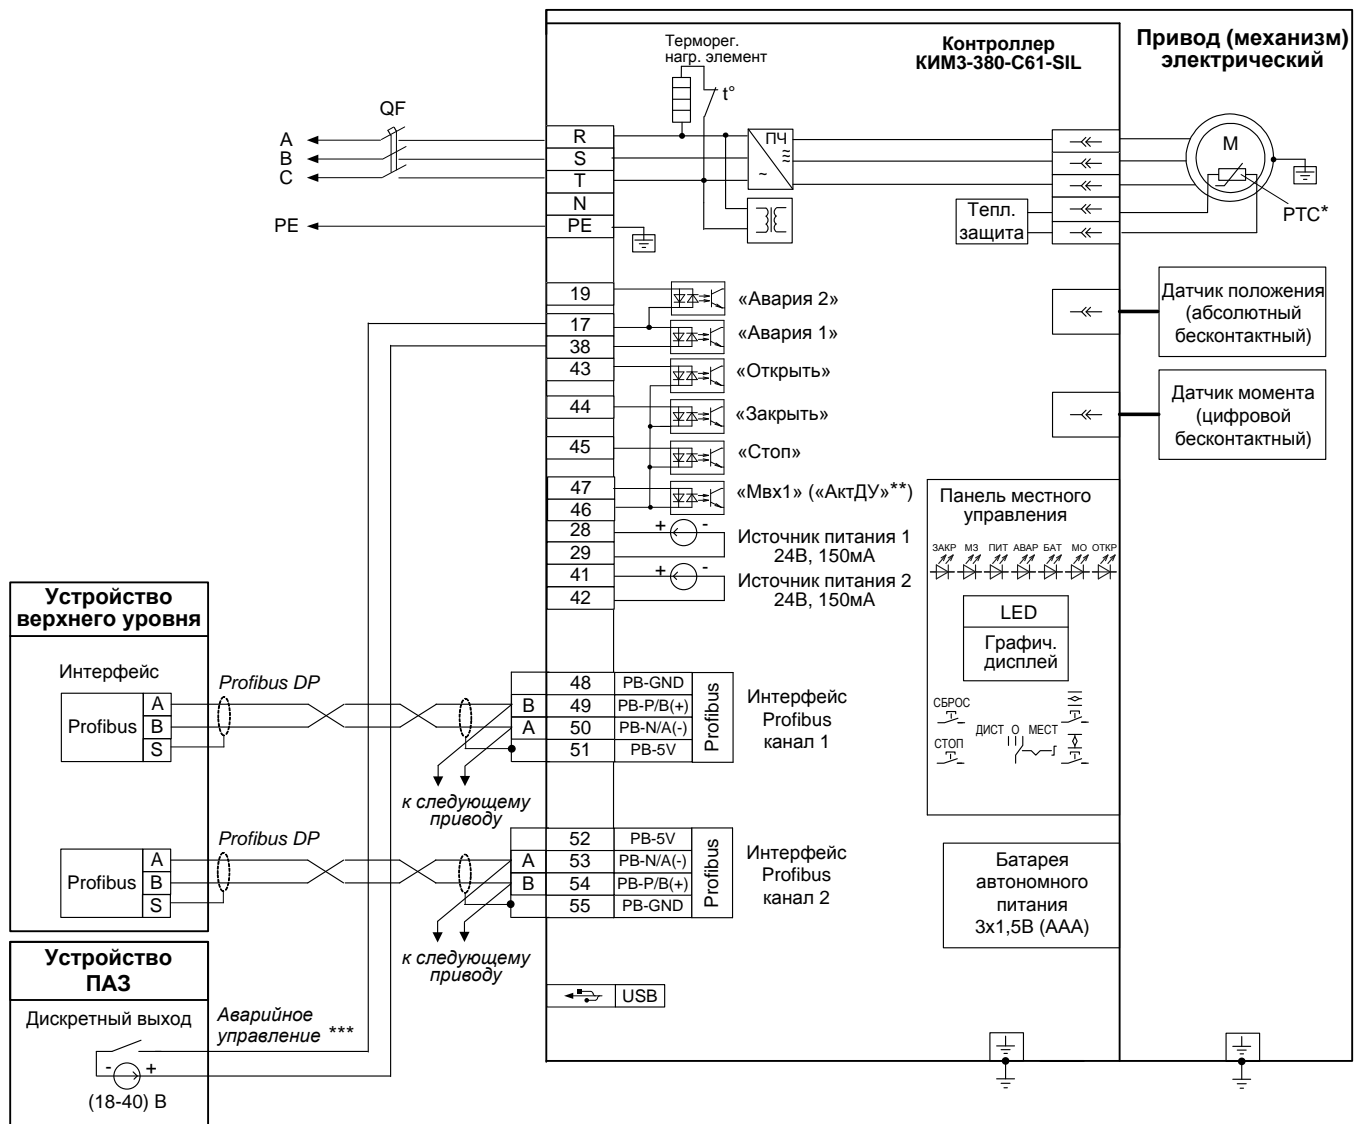 Терморег.
нагр. элемент
Контроллер
КИМ3-380-С61-SIL
Привод (механизм)
электрический
t°
QF
A
B
C
PE
R
S
T
N
PE
ПЧ
~
M
PTC*
Тепл.
защита
19
17
38
43
44
45
47
46
28
29
41
42
«Авария 2»
«Авария 1»
«Открыть»
«Закрыть»
«Стоп»
«Мвх1» («АктДУ»**)
+ -
Источник питания 1
24В, 150мА
+ -
Источник питания 2
24В, 150мА
Датчик положения
(абсолютный
бесконтактный)
Датчик момента
(цифровой
бесконтактный)
Панель местного
управления
ЗАКР МЗ ПИТ АВАР БАТ МО ОТКР
LED
Графич.
дисплей
СБРОС
СТОП
ДИСТ О МЕСТ
Устройство
верхнего уровня
Интерфейс
Profibus
A
B
S
Profibus DP
B
A
48 PB-GND
49 PB-P/B(+)
50 PB-N/A(-)
51 PB-5V
Profibus
Интерфейс
Profibus
канал 1
к следующему
приводу
Profibus
A
B
S
Profibus DP
A
B
52 PB-5V
53 PB-N/A(-)
54 PB-P/B(+)
55 PB-GND
Profibus
Интерфейс
Profibus
канал 2
к следующему
приводу
Батарея
автономного
питания
3х1,5В (ААА)
USB
Устройство
ПАЗ
Дискретный выход
- +
(18-40) В
Аварийное
управление ***